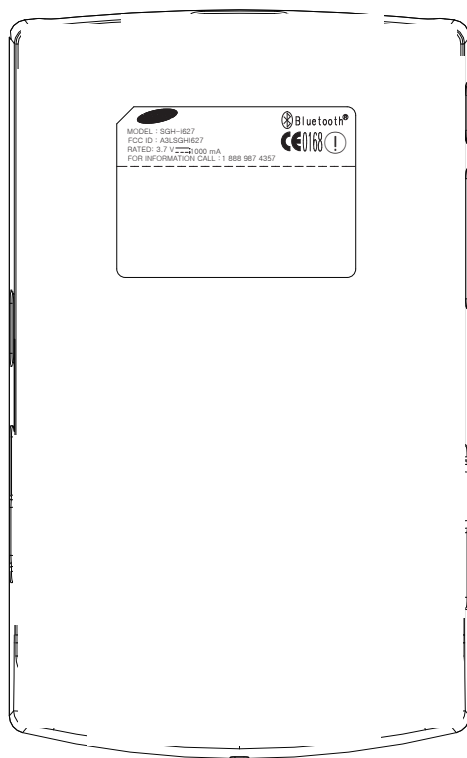 MODEL : SGH-i627
FCC ID : A3LSGHI627
RATED: 3.7 V 1000 mA
FOR INFORMATION CALL : 1 888 987 4357
Bluetooth®
CE0168 !